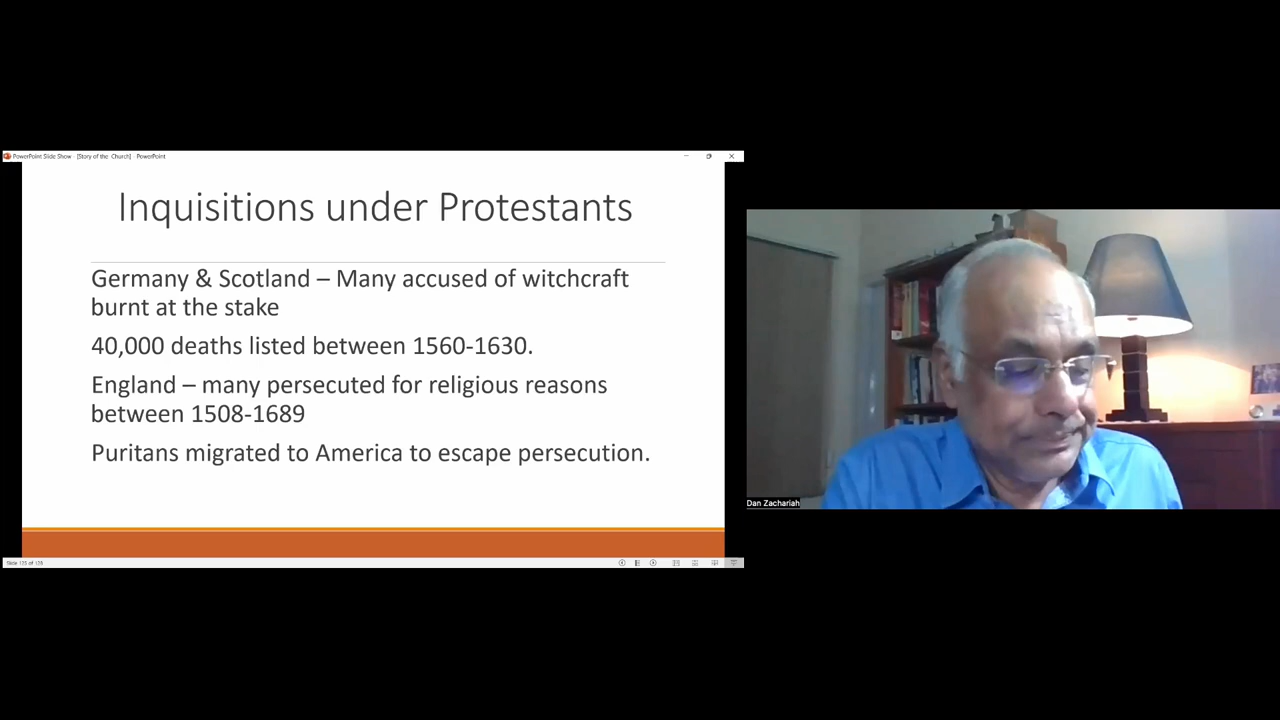 PowerPoint Slide Show - [Story of the Church] - PowerPoint
Inquisitions under Protestants
Germany & Scotland – Many accused of witchcraft
burnt at the stake
40,000 deaths listed between 1560-1630.
England – many persecuted for religious reasons
between 1508-1689
Puritans migrated to America to escape persecution.
Dan Zachariah